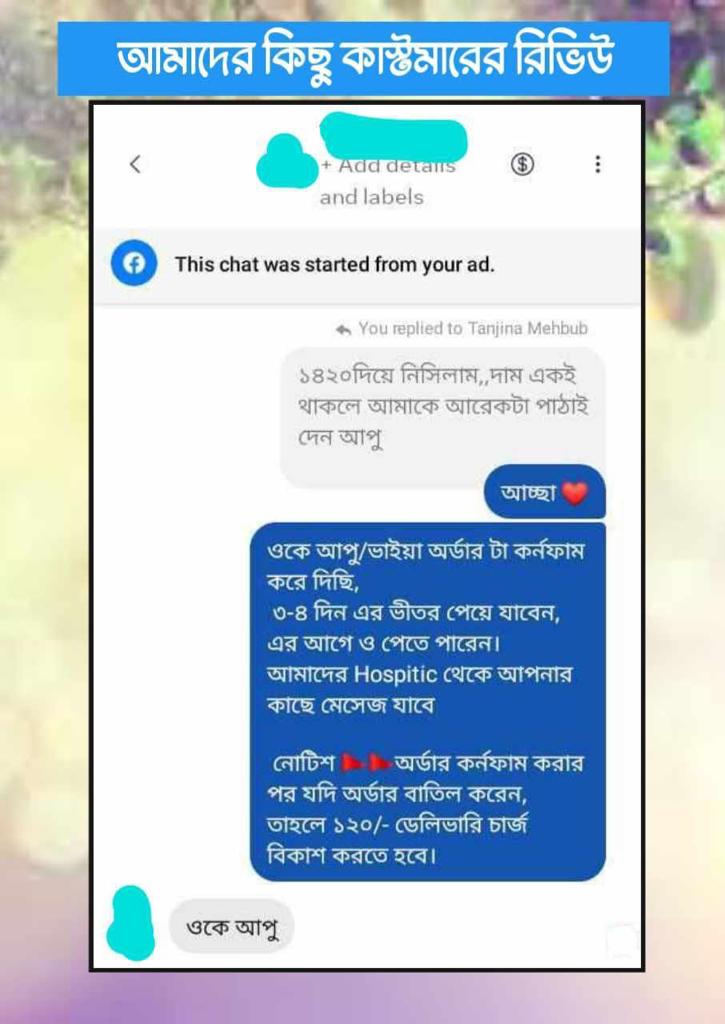 আমাদের কিছু কাস্টমারের রিভিউ
+ Add details
and labels
This chat was started from your ad.
You replied to Tanjina Mehbub
১৪২০দিয়ে নিসিলাম,,দাম একই
থাকলে আমাকে আরেকটা পাঠাই
দেন আপু
আচ্ছা ❤️
ওকে আপু/ভাইয়া অর্ডার টা কর্নফাম
করে দিছি,
৩-৪ দিন এর ভীতর পেয়ে যাবেন,
এর আগে ও পেতে পারেন।
আমাদের Hospitic থেকে আপনার
কাছে মেসেজ যাবে
নোটিশ অর্ডার কর্নফাম করার
পর যদি অর্ডার বাতিল করেন,
তাহলে ১২০/- ডেলিভারি চার্জ
বিকাশ করতে হবে।
ওকে আপু